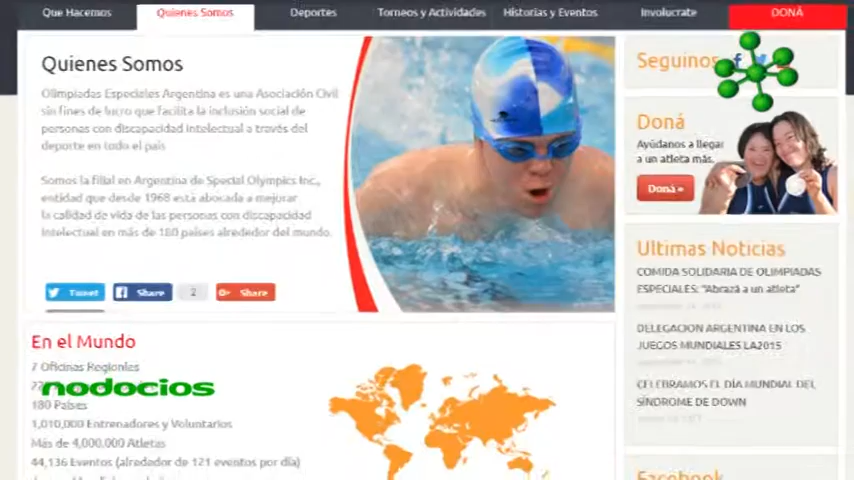 Que Hacemos
Quienes Somos
Deportes
Torneos y Actividades
Historias y Eventos
Involucrate
DONÁ
Quienes Somos
Olimpiadas Especiales Argentina es una Asociación Civil
sin fines de lucro que facilita la inclusión social de
personas con discapacidad intelectual a través del
deporte en todo el país
Somos la filial en Argentina de Special Olympics Inc.,
entidad que desde 1968 está abocada a mejorar
la calidad de vida de las personas con discapacidad
intelectual en más de 180 países alrededor del mundo.
Tweet
Share
2
Share
En el Mundo
7 Oficinas Regionles
nodocios
180 Países
1,010,000 Entrenadores y Voluntarios
Más de 4,000,000 Atletas
44,136 Eventos (alrededor de 121 eventos por día)
Seguinos
Doná
Ayúdanos a llegar
a un atleta más.
Doná »
Ultimas Noticias
COMIDA SOLIDARIA DE OLIMPIADAS
ESPECIALES: "Abrazá a un atleta"
DELEGACION ARGENTINA EN LOS
JUEGOS MUNDIALES LA2015
CELEBRAMOS EL DÍA MUNDIAL DEL
SÍNDROME DE DOWN
Facebook